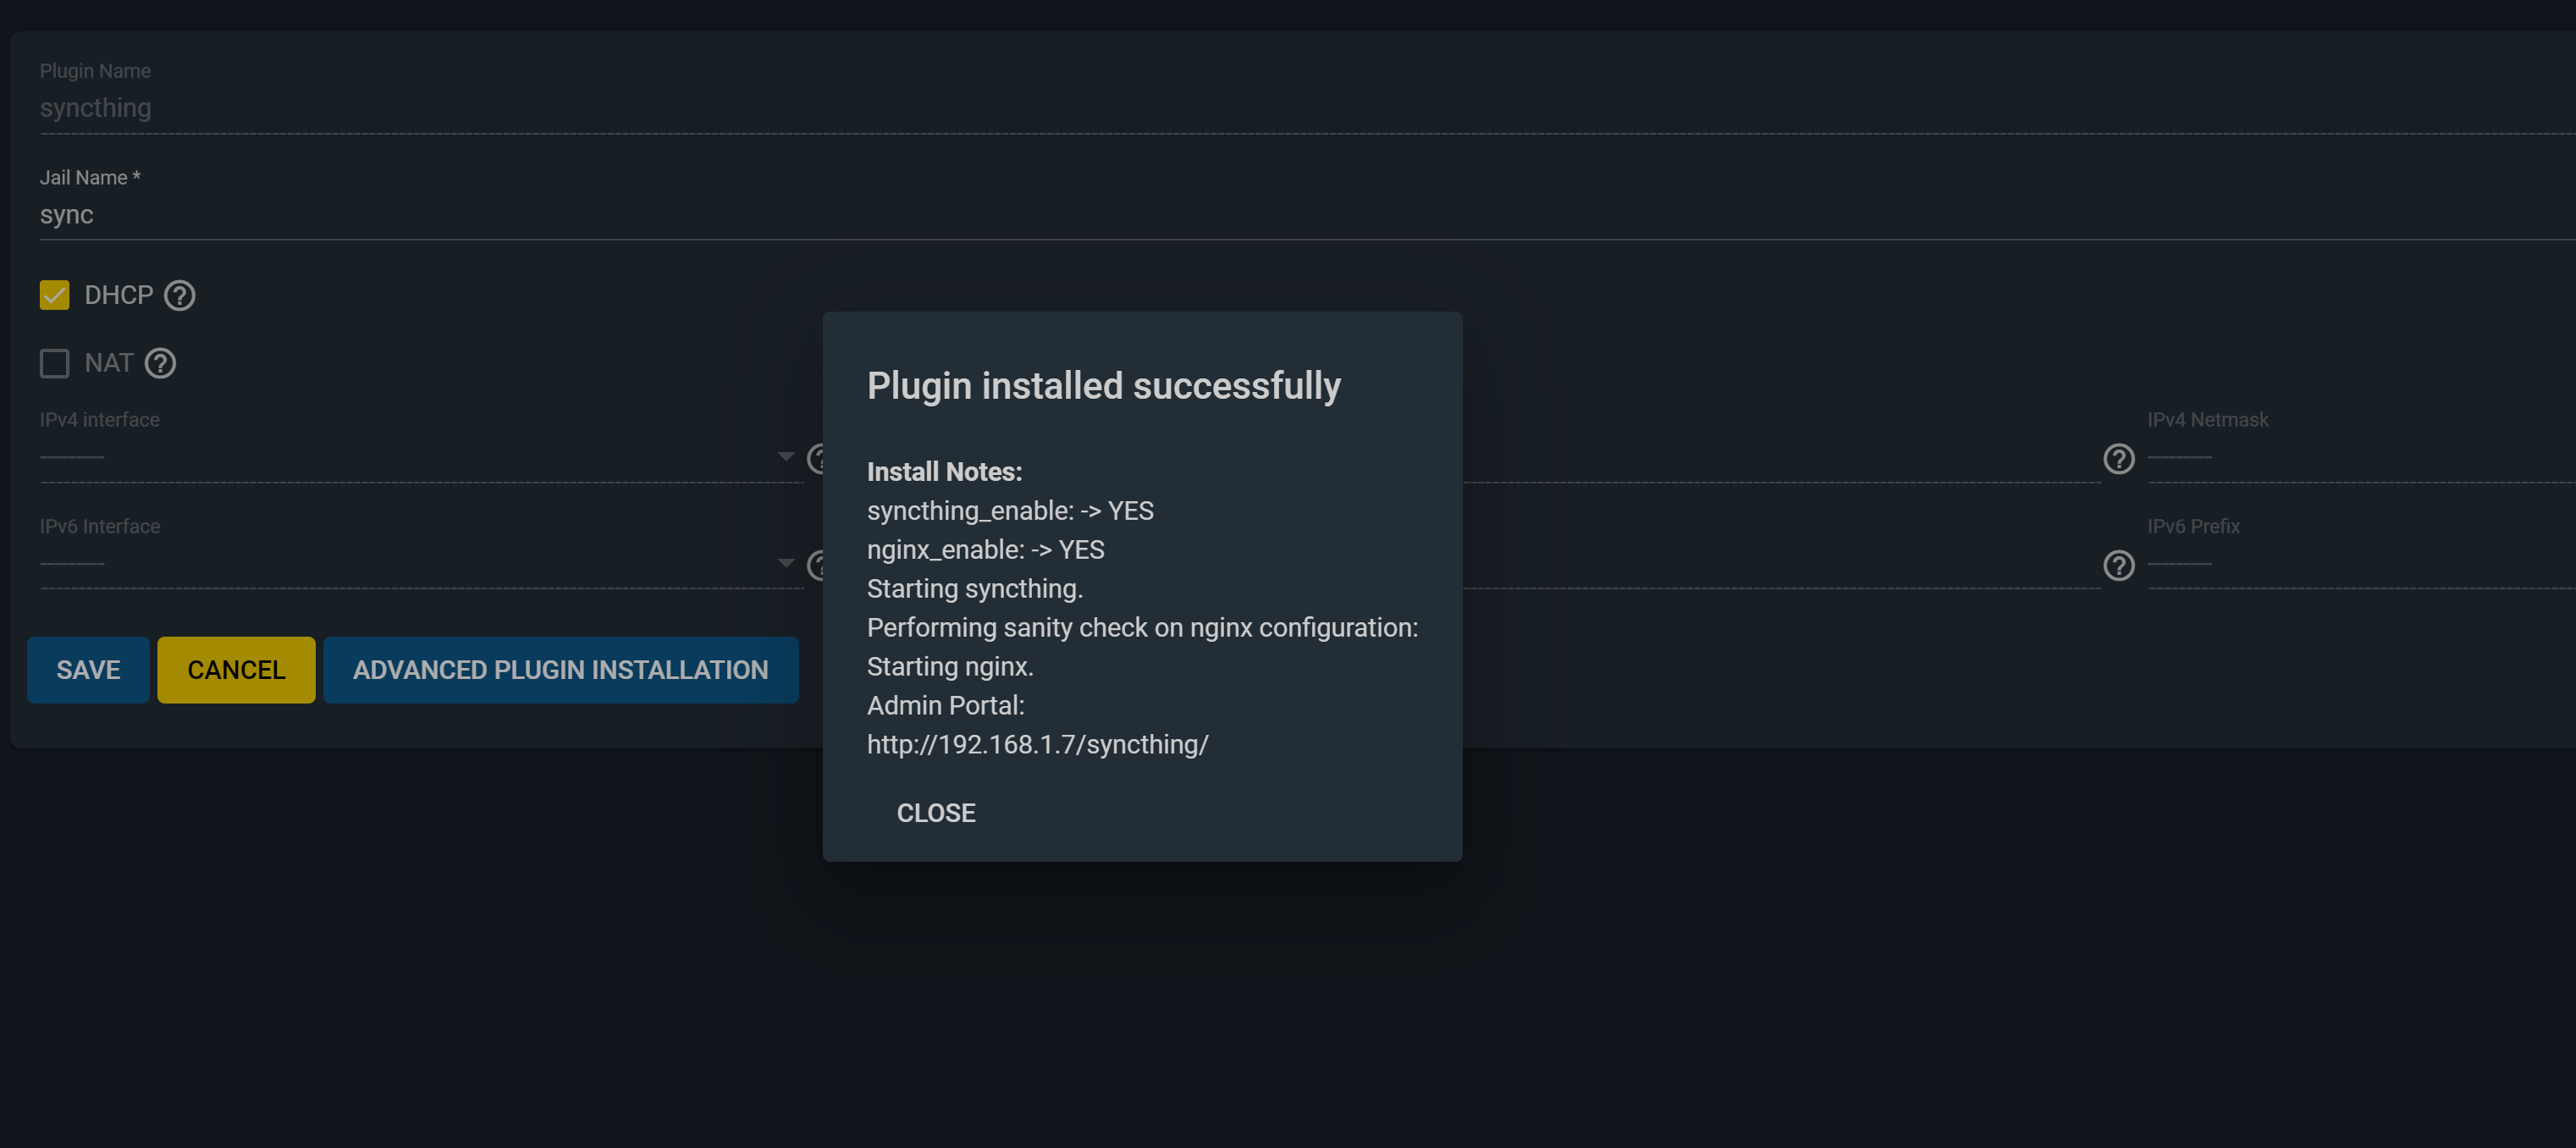 Plugin Name
syncthing
Jail Name *
sync
DHCP
NAT
IPv4 interface
---------
IPv4 Netmask
---------
IPv6 Interface
---------
IPv6 Prefix
---------
SAVE
CANCEL
ADVANCED PLUGIN INSTALLATION
Plugin installed successfully
Install Notes:
syncthing_enable: -> YES
nginx_enable: -> YES
Starting syncthing.
Performing sanity check on nginx configuration:
Starting nginx.
Admin Portal:
http://192.168.1.7/syncthing/
CLOSE